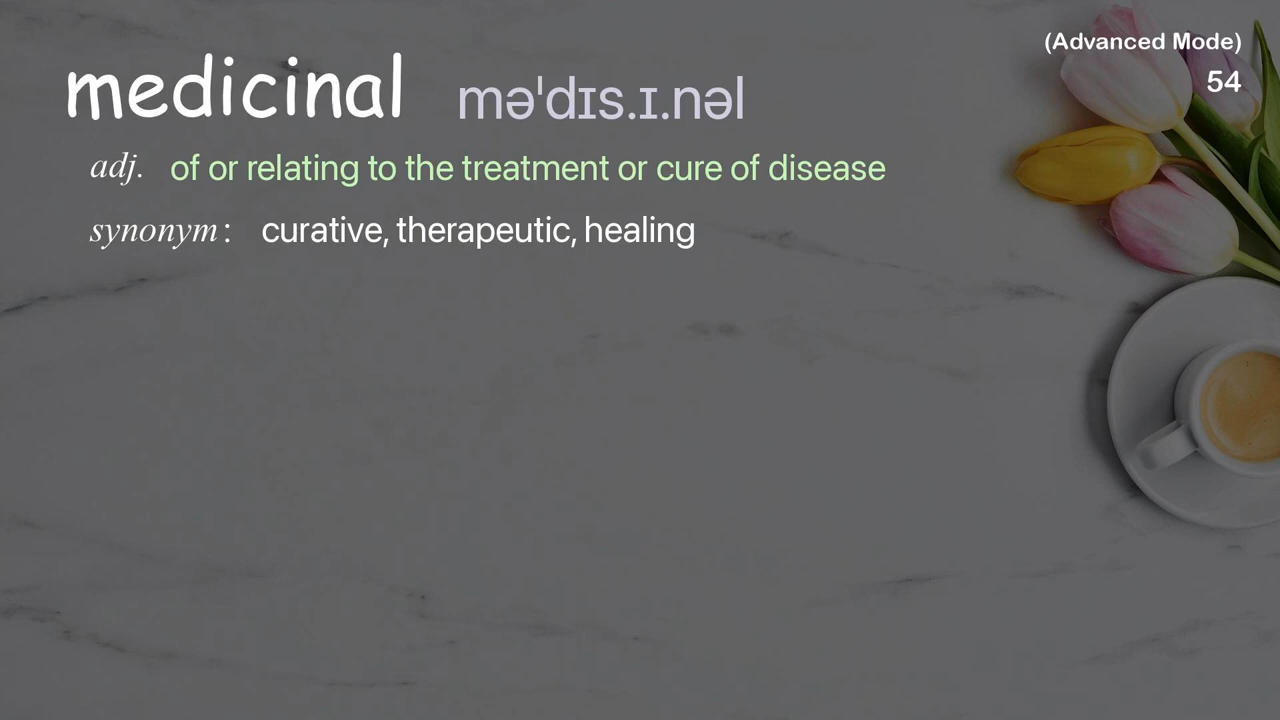 (Advanced Mode)
54
medicinal məˈdɪs.ɪ.nəl
adj. of or relating to the treatment or cure of disease
synonym: curative, therapeutic, healing